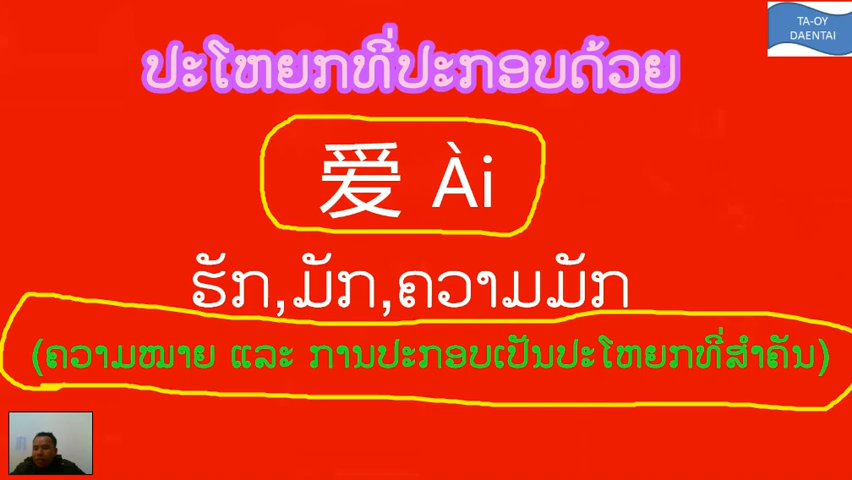 TA-OY
DAENTAI
ປະໂຫຍກທີ່ປະກອບດ້ວຍ
爱 Ài
ຮັກ,ມັກ,ຄວາມມັກ
(ຄວາມໝາຍ ແລະ ການປະກອບເປັນປະໂຫຍກທີ່ສຳຄັນ)